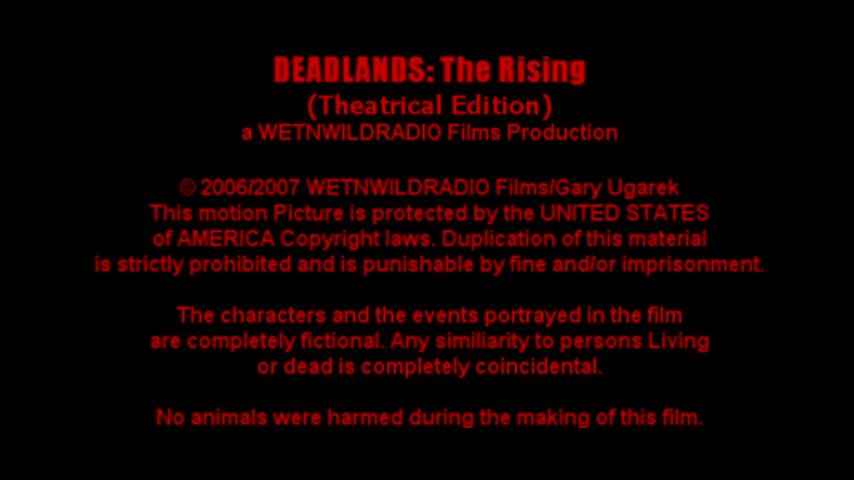 DEADLANDS: The Rising
(Theatrical Edition)
a WETNWILDRADIO Films Production
© 2006/2007 WETNWILDRADIO Films/Gary Ugarek
This motion Picture is protected by the UNITED STATES
of AMERICA Copyright laws. Duplication of this material
is strictly prohibited and is punishable by fine and/or imprisonment.
The characters and the events portrayed in the film
are completely fictional. Any similiarity to persons Living
or dead is completely coincidental.
No animals were harmed during the making of this film.